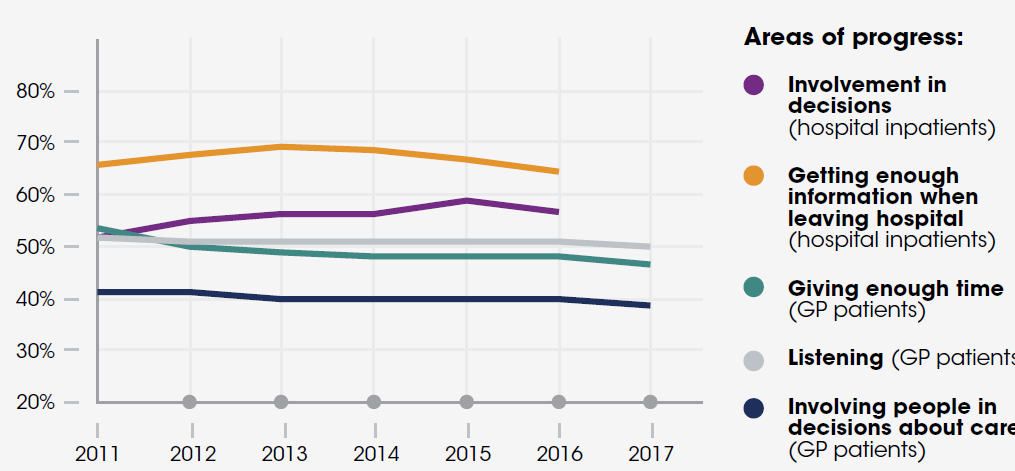 Areas of progress:
80%
70%
60%
50%
40%
30%
20%
2011 2012 2013 2014 2015 2016 2017
Involvement in
decisions
(hospital inpatients)
Getting enough
information when
leaving hospital
(hospital inpatients)
Giving enough time
(GP patients)
Listening (GP patients
Involving people in
decisions about care
(GP patients)